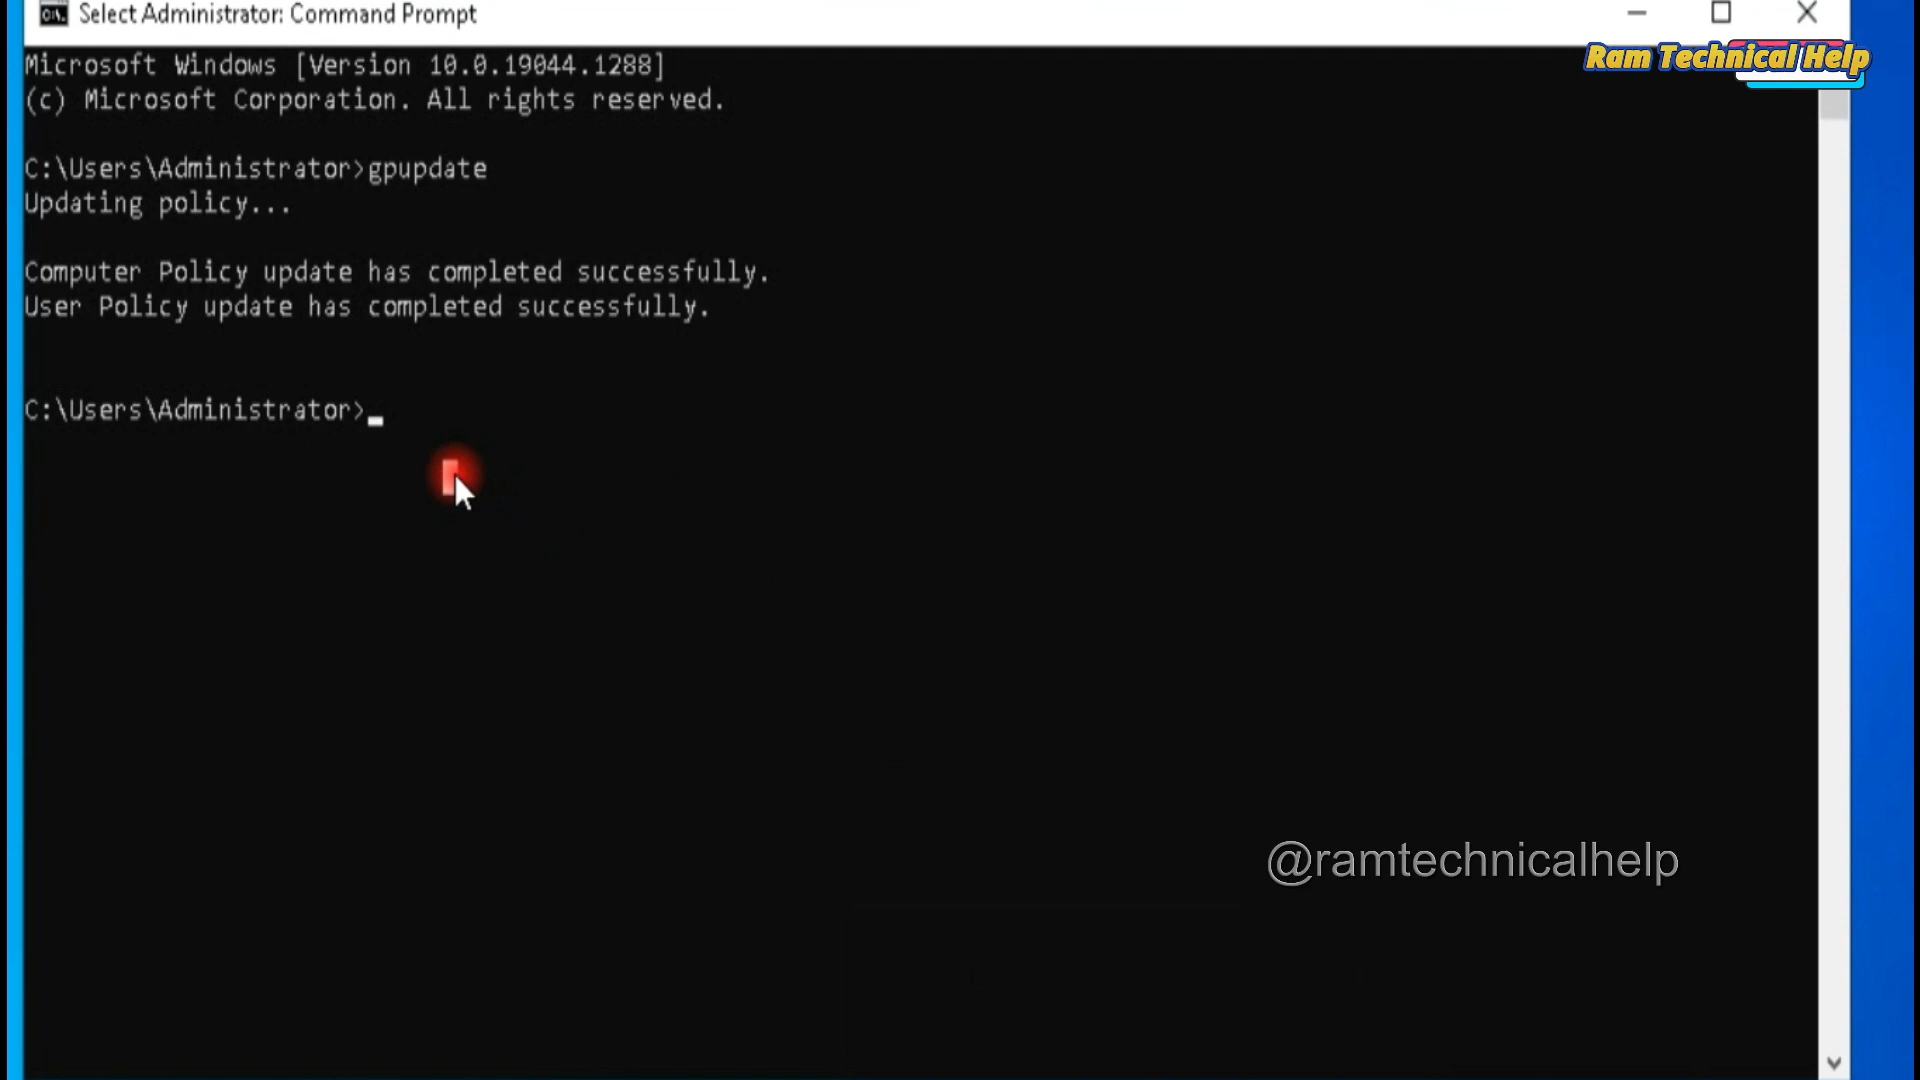 Select Administrator: Command Prompt
Ram Technical Help
Microsoft Windows [Version 10.0.19044.1288]
(c) Microsoft Corporation. All rights reserved.
C:\Users\Administrator>gpupdate
Updating policy...
Computer Policy update has completed successfully.
User Policy update has completed successfully.
C:\Users\Administrator>
@ramtechnicalhelp